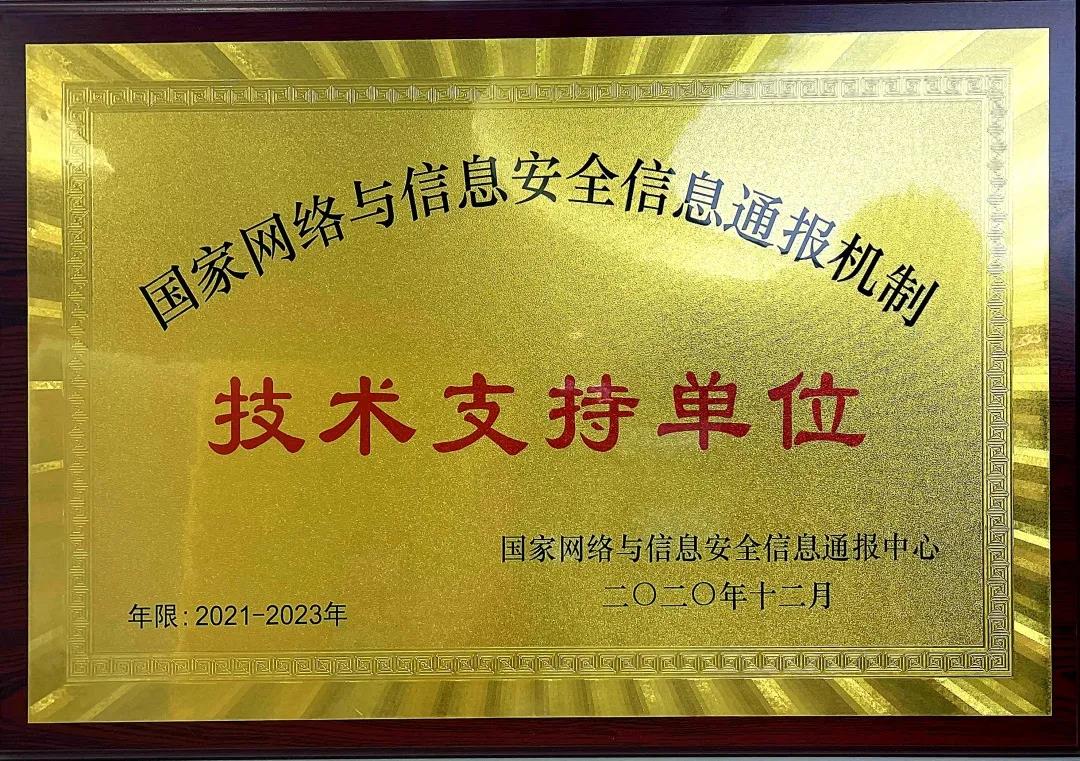 国家网络与信息安全信息通报机制
技术支持单位
国家网络与信息安全信息通报中心
二〇二〇年十二月
年限：2021-2023年